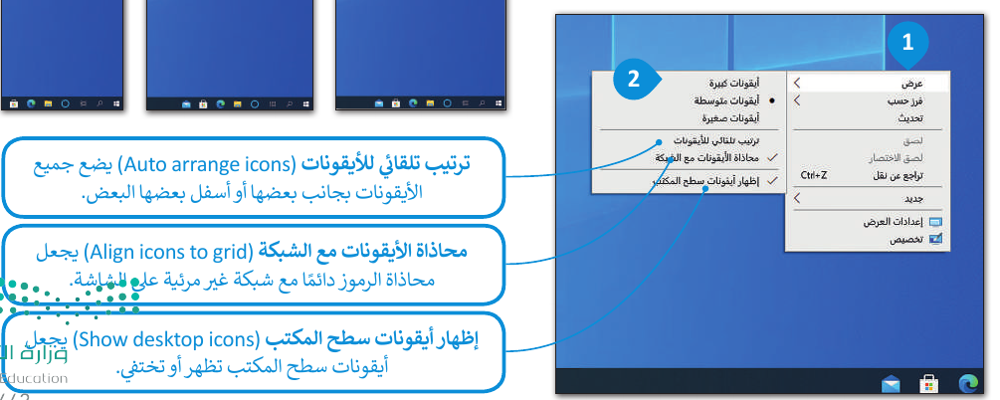 1
عرض
فرز حسب
تحديث
لصق
لصق الاختصار
تراجع عن نقل Ctrl+Z
جديد
إعدادات العرض
تخصيص
2
أيقونات كبيرة
أيقونات متوسطة
أيقونات صغيرة
ترتيب تلقائي للأيقونات
محاذاة الأيقونات مع الشبكة
إظهار أيقونات سطح المكتب
ترتيب تلقائي للأيقونات (Auto arrange icons) يضع جميع
الأيقونات بجانب بعضها أو أسفل بعضها البعض.
محاذاة الأيقونات مع الشبكة (Align icons to grid) يجعل
محاذاة الرموز دائمًا مع شبكة غير مرئية على الشاشة.
إظهار أيقونات سطح المكتب (Show desktop icons) يجعل
أيقونات سطح المكتب تظهر أو تختفي.
وزارة